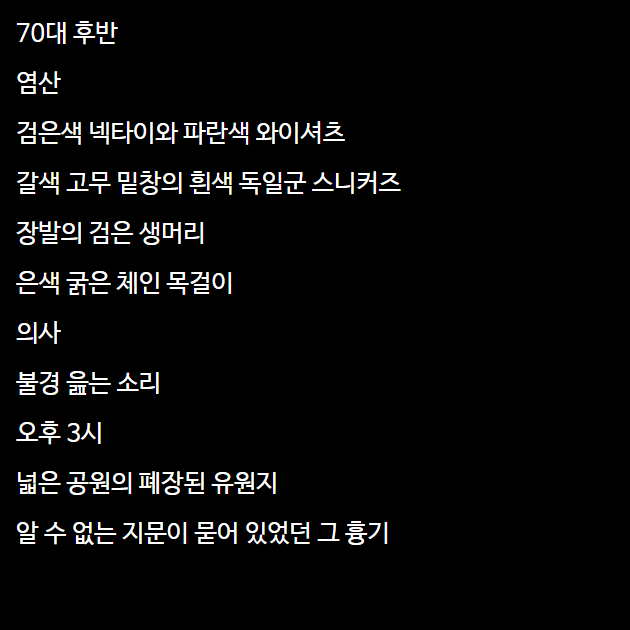 70대 후반
염산
검은색 넥타이와 파란색 와이셔츠
갈색 고무 밑창의 흰색 독일군 스니커즈
장발의 검은 생머리
은색 굵은 체인 목걸이
의사
불경 읊는 소리
오후 3시
넓은 공원의 폐장된 유원지
알 수 없는 지문이 묻어 있었던 그 흉기